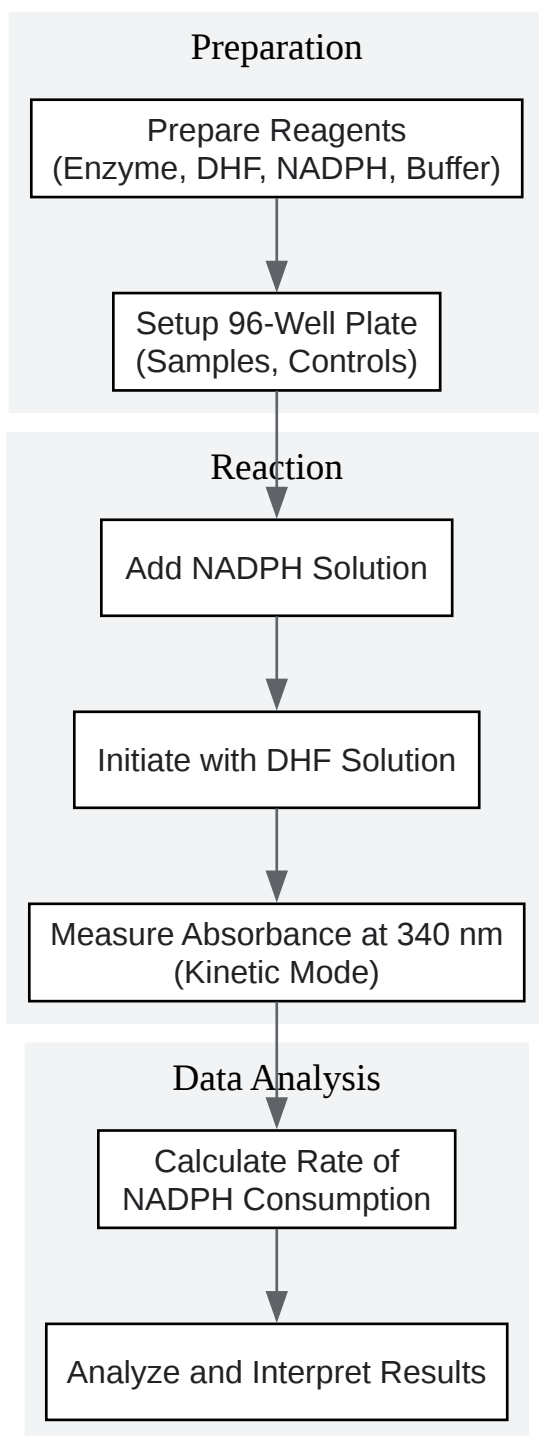 Preparation
Prepare Reagents
(Enzyme, DHF, NADPH, Buffer)
Setup 96-Well Plate
(Samples, Controls)
Reaction
Add NADPH Solution
Initiate with DHF Solution
Measure Absorbance at 340 nm
(Kinetic Mode)
Data Analysis
Calculate Rate of
NADPH Consumption
Analyze and Interpret Results